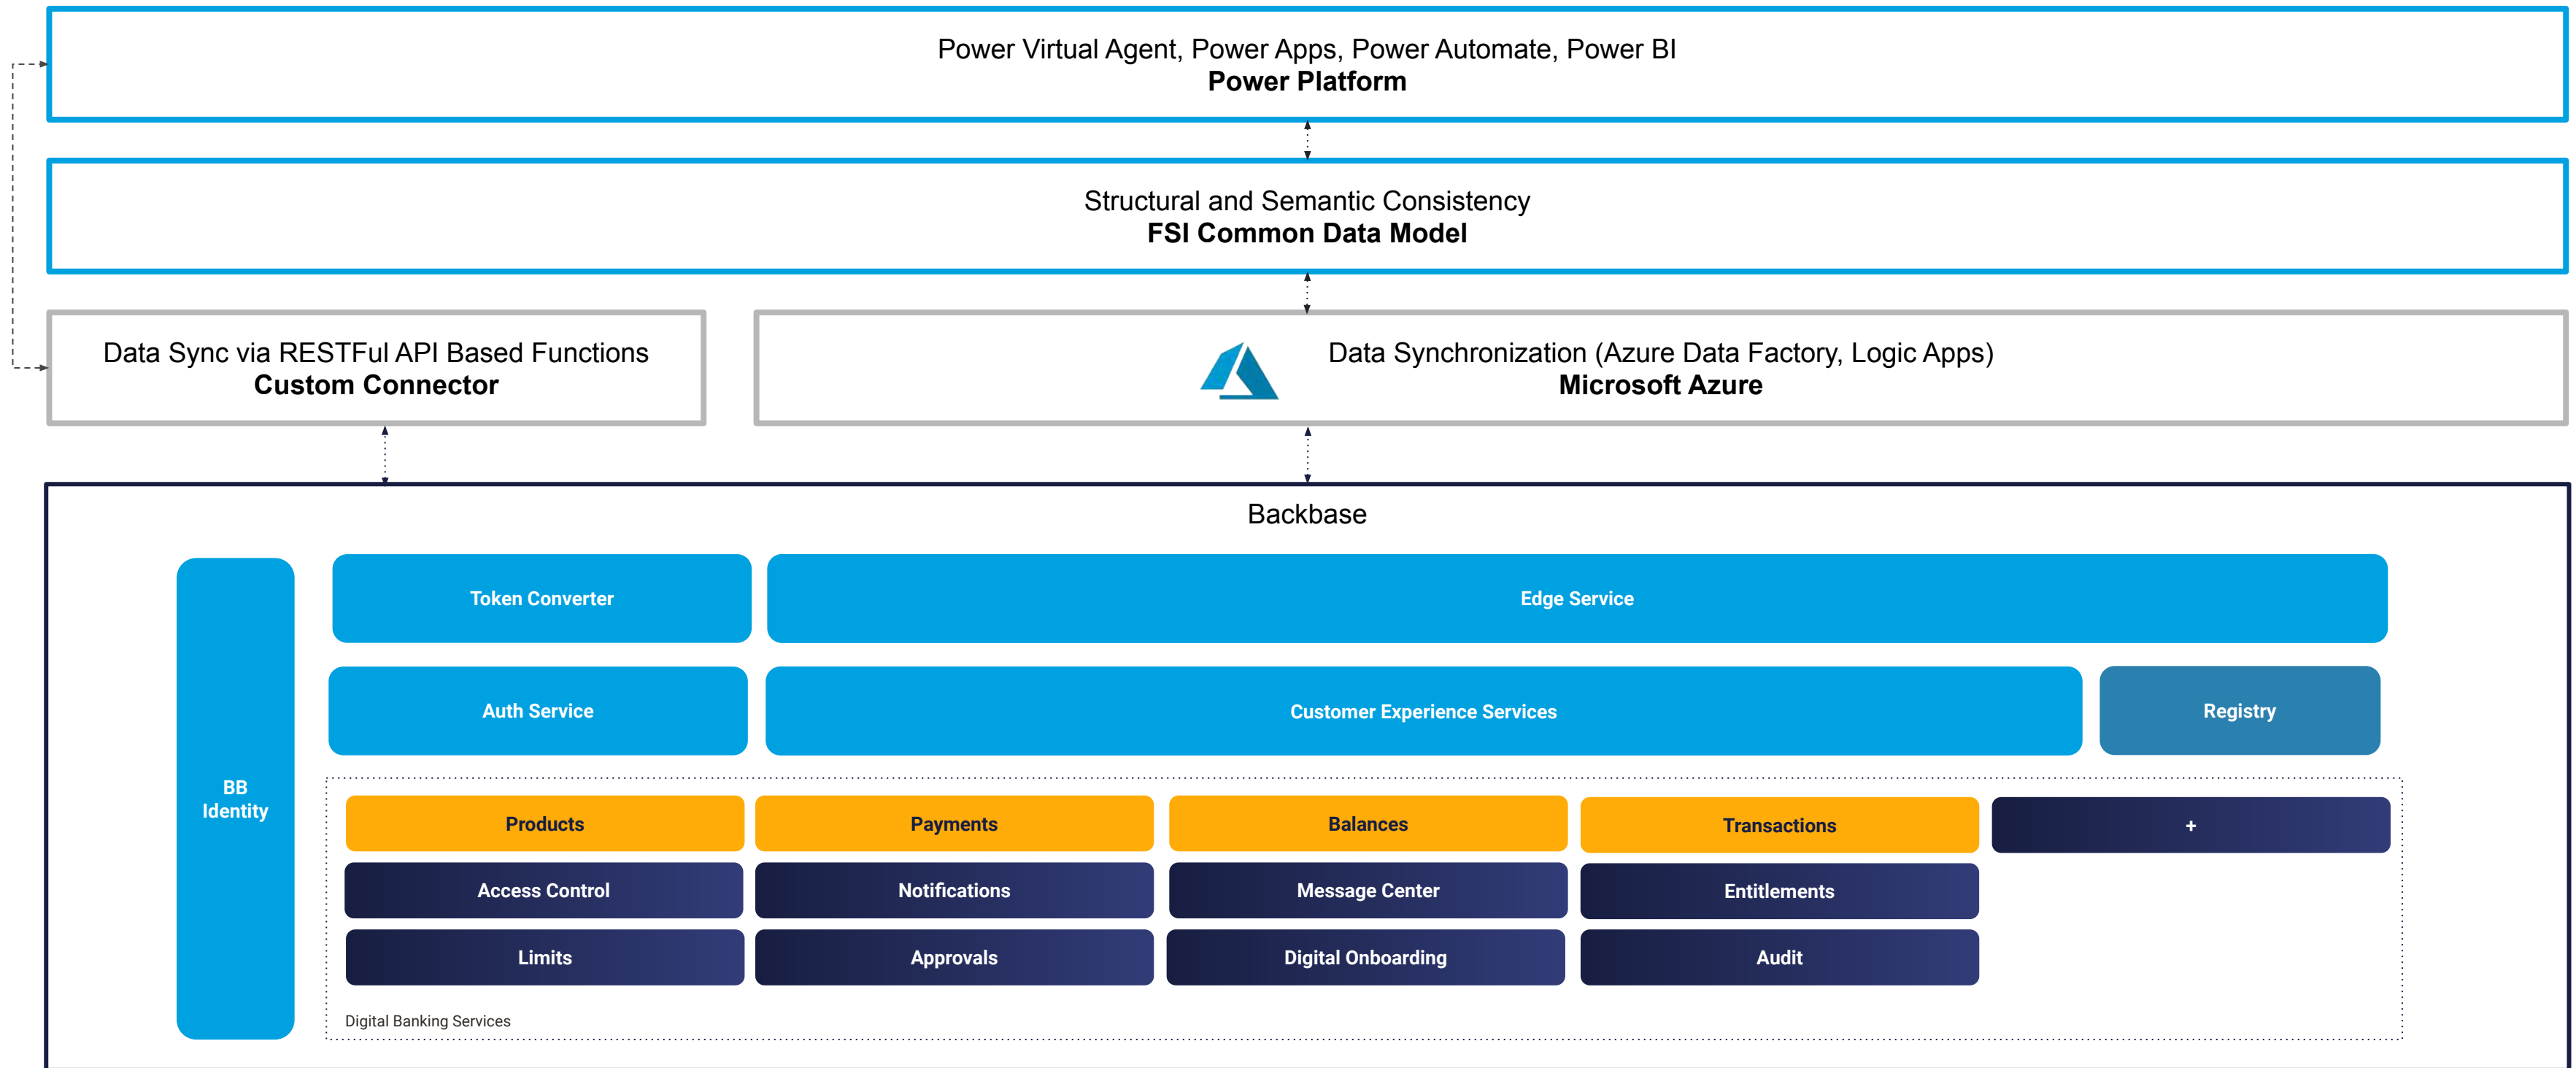 Power Virtual Agent, Power Apps, Power Automate, Power BI
Power Platform
Structural and Semantic Consistency
FSI Common Data Model
Data Sync via RESTFul API Based Functions
Custom Connector
Data Synchronization (Azure Data Factory, Logic Apps)
Microsoft Azure
Backbase
BB
Identity
Token Converter
Edge Service
Auth Service
Customer Experience Services
Registry
Products
Payments
Balances
Transactions
+
Access Control
Notifications
Message Center
Entitlements
Limits
Approvals
Digital Onboarding
Audit
Digital Banking Services